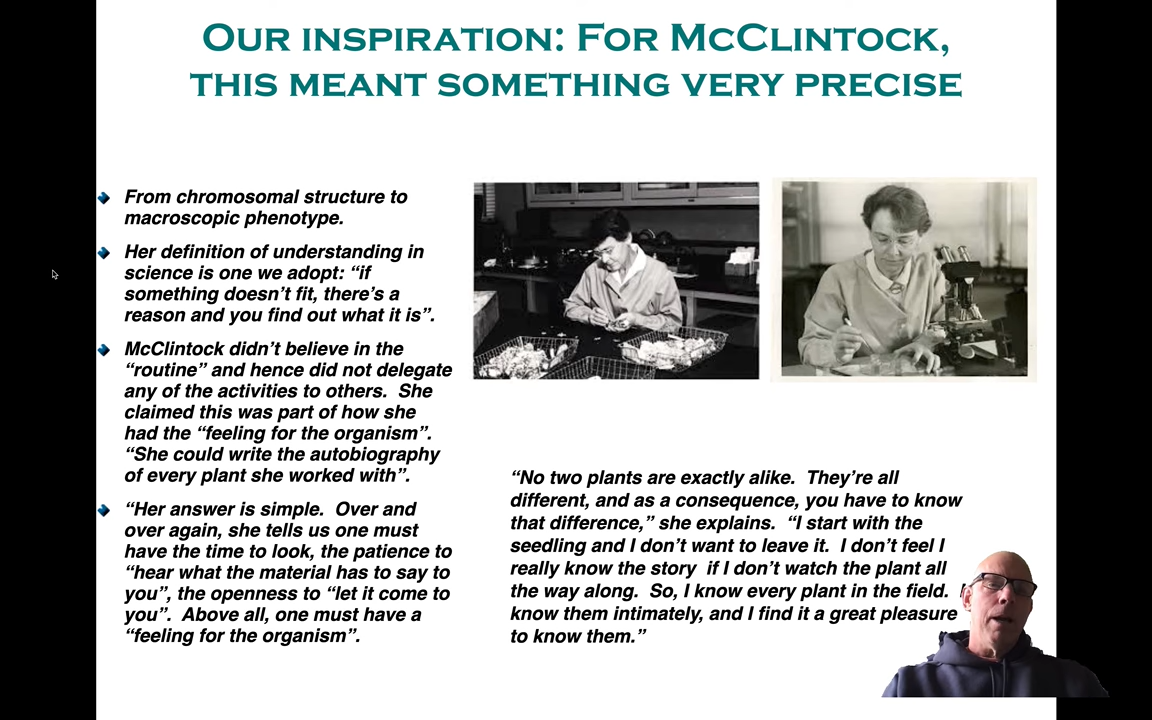 OUR INSPIRATION: FOR MCCLINTOCK,
THIS MEANT SOMETHING VERY PRECISE
From chromosomal structure to
macroscopic phenotype.
Her definition of understanding in
science is one we adopt: “if
something doesn’t fit, there’s a
reason and you find out what it is”.
McClintock didn’t believe in the
“routine” and hence did not delegate
any of the activities to others.  She
claimed this was part of how she
had the “feeling for the organism”.
“She could write the autobiography
of every plant she worked with”.
“Her answer is simple.  Over and
over again, she tells us one must
have the time to look, the patience to
“hear what the material has to say to
you”, the openness to “let it come to
you”.  Above all, one must have a
“feeling for the organism”.
“No two plants are exactly alike.  They’re all
different, and as a consequence, you have to know
that difference,” she explains.  “I start with the
seedling and I don’t want to leave it.  I don’t feel I
really know the story  if I don’t watch the plant all
the way along.  So, I know every plant in the field.
know them intimately, and I find it a great pleasure
to know them.”